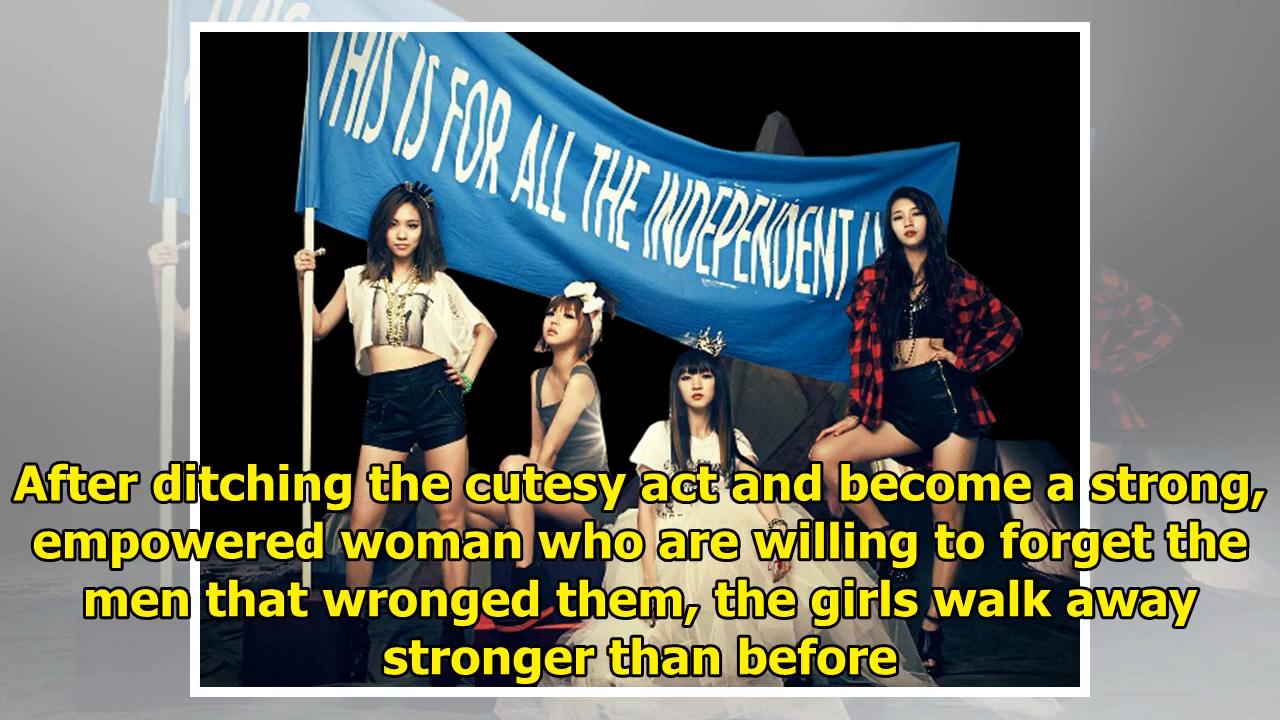 THIS IS FOR ALL THE INDEPENDENT
After ditching the cutesy act and become a strong,
empowered woman who are willing to forget the
men that wronged them, the girls walk away
stronger than before